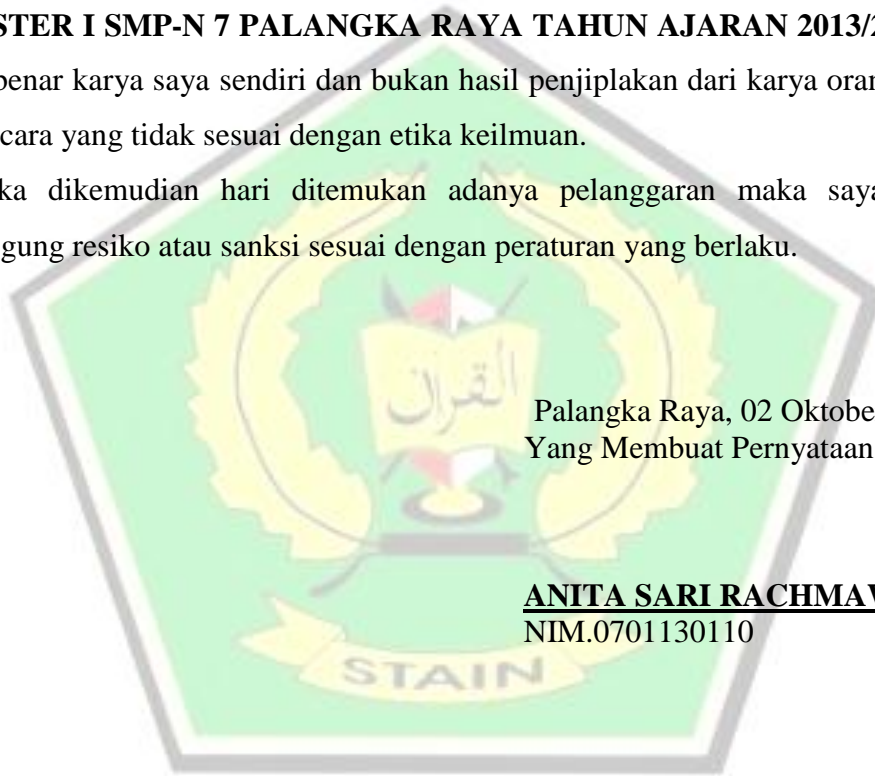 STER I SMP-N 7 PALANGKA RAYA TAHUN AJARAN 2013/2
benar karya saya sendiri dan bukan hasil penjiplakan dari karya oran
cara yang tidak sesuai dengan etika keilmuan.
ka dikemudian hari ditemukan adanya pelanggaran maka saya
gung resiko atau sanksi sesuai dengan peraturan yang berlaku.
القرآن
Palangka Raya, 02 Oktobe
Yang Membuat Pernyataan
ANITA SARI RACHMAW
NIM.0701130110
STAIN